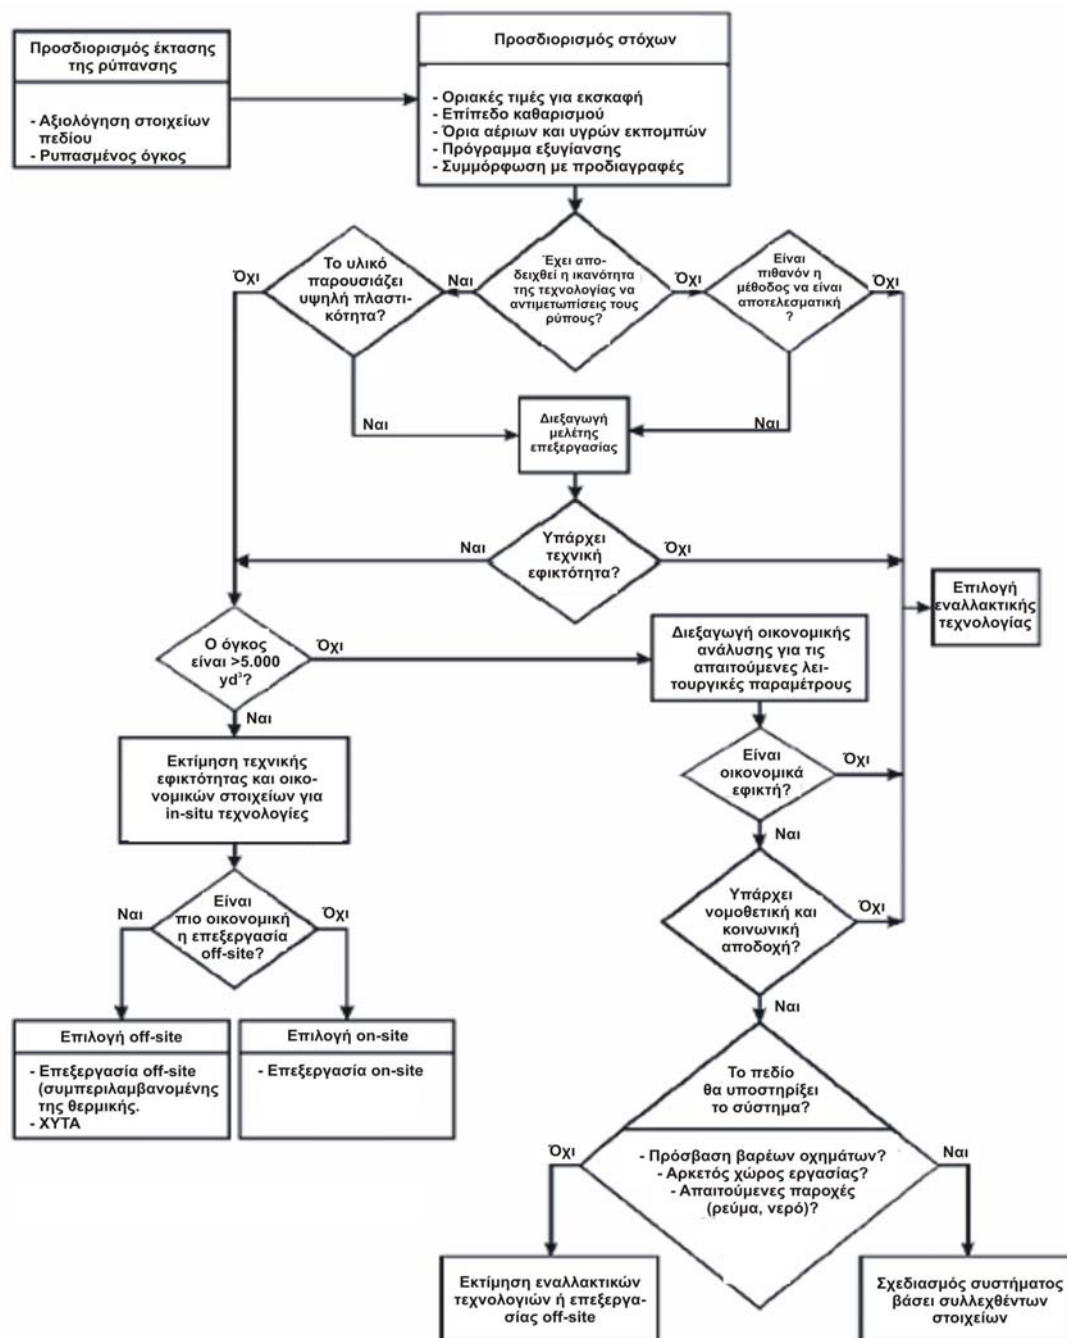 Προσδιορισμός έκτασης
της ρύπανσης
- Αξιολόγηση στοιχείων
πεδίου
- Ρυπασμένος όγκος
Προσδιορισμός στόχων
- Οριακές τιμές για εκσκαφή
- Επίπεδο καθαρισμού
- Όρια αέριων και υγρών εκπομπών
- Πρόγραμμα εξυγίανσης
- Συμμόρφωση με προδιαγραφές
Όχι
Το υλικό
παρουσιάζει
υψηλή πλαστι-
κότητα?
Ναι
Έχει απο-
δειχθεί η ικανότητα
της τεχνολογίας να
αντιμετωπίσεις τους
ρύπους?
Όχι
Είναι
πιθανόν η
μέθοδος να είναι
αποτελεσματική
?
Όχι
Ναι
Διεξαγωγή
μελέτης
επεξεργασίας
Ναι
Ναι
Υπάρχει
τεχνική
εφικτότητα?
Όχι
Επιλογή
εναλλακτικής
τεχνολογίας
Ο όγκος
είναι >5.000
yd³?
Όχι
Διεξαγωγή οικονομικής
ανάλυσης για τις
απαιτούμενες λει-
τουργικές παραμέτρους
Ναι
Εκτίμηση τεχνικής
εφικτότητας και οικο-
νομικών στοιχείων για
in-situ τεχνολογίες
Είναι
οικονομικά
εφικτή?
Όχι
Ναι
Ναι
Είναι
πιο οικονομική
η επεξεργασία
off-site?
Όχι
Υπάρχει
νομοθετική και
κοινωνική
αποδοχή?
Όχι
Ναι
Επιλογή off-site
- Επεξεργασία off-site
(συμπεριλαμβανομένης
της θερμικής.
- ΧΥΤΑ
Επιλογή on-site
- Επεξεργασία on-site
Το πεδίο
θα υποστηρίξει
το σύστημα?
Όχι
- Πρόσβαση βαρέων οχημάτων?
- Αρκετός χώρος εργασίας?
- Απαιτούμενες παροχές
(ρεύμα, νερό)?
Ναι
Εκτίμηση εναλλακτικών
τεχνολογιών ή επεξεργα-
σίας off-site
Σχεδιασμός συστήματος
βάσει συλλεχθέντων
στοιχείων